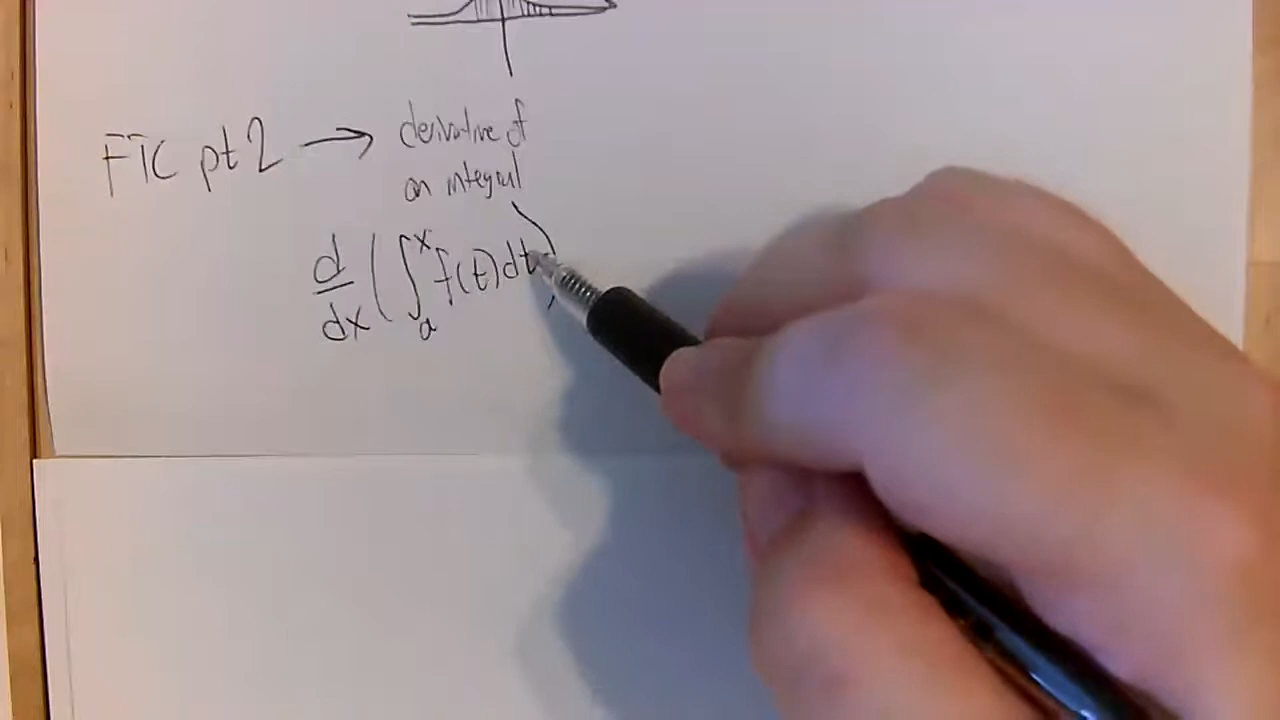 FTC pt 2 → derivative of
an integral
d/dx (∫ₐˣ f(t)dt)